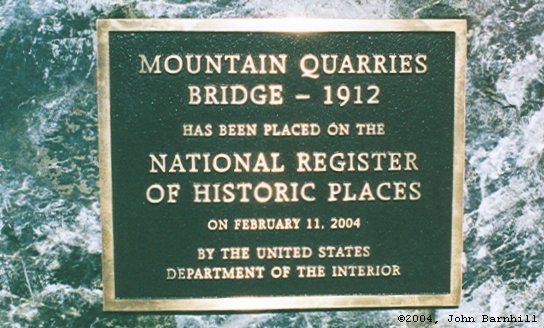 MOUNTAIN QUARRIES
BRIDGE – 1912
HAS BEEN PLACED ON THE
NATIONAL REGISTER
OF HISTORIC PLACES
ON FEBRUARY 11, 2004
BY THE UNITED STATES
DEPARTMENT OF THE INTERIOR
©2004, John Barnhill